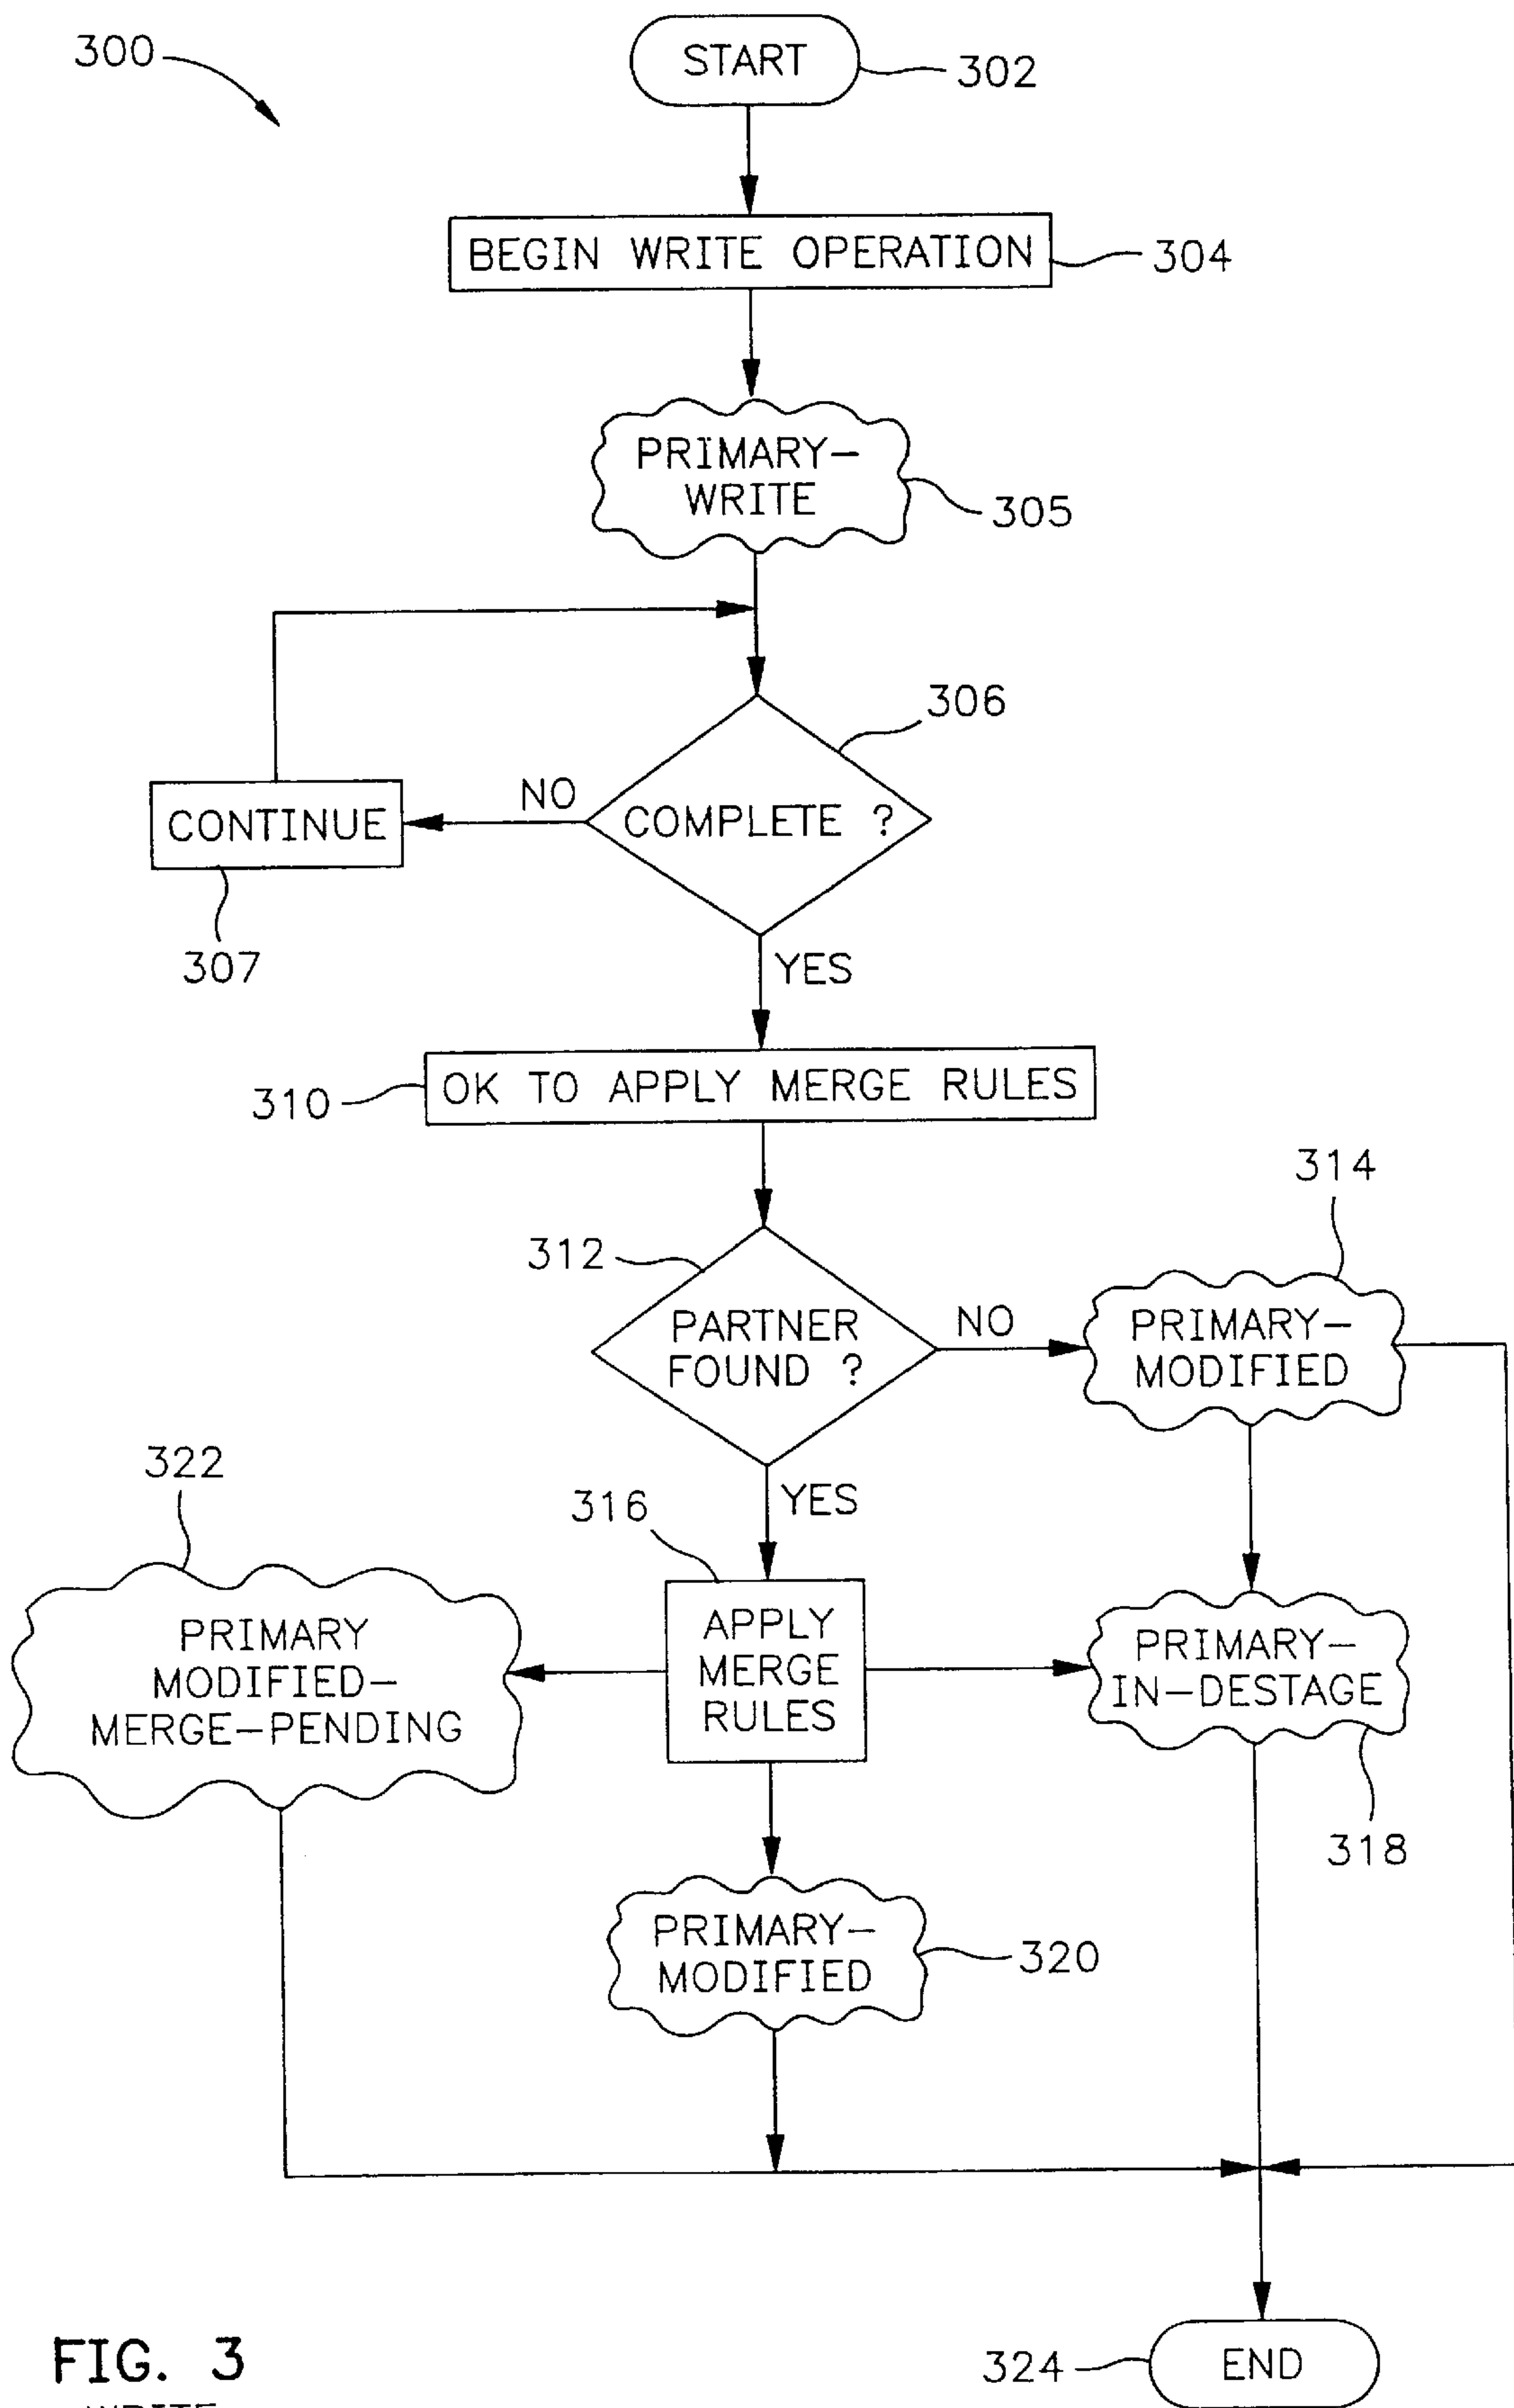 300
START
302
BEGIN WRITE OPERATION
304
PRIMARY-
WRITE
305
306
NO
COMPLETE ?
CONTINUE
307
YES
310
OK TO APPLY MERGE RULES
314
312
PARTNER
FOUND ?
NO
PRIMARY-
MODIFIED
322
316
YES
PRIMARY
MODIFIED-
MERGE-PENDING
APPLY
MERGE
RULES
PRIMARY-
IN-DESTAGE
318
PRIMARY-
MODIFIED
320
FIG. 3
WRITE
324
END